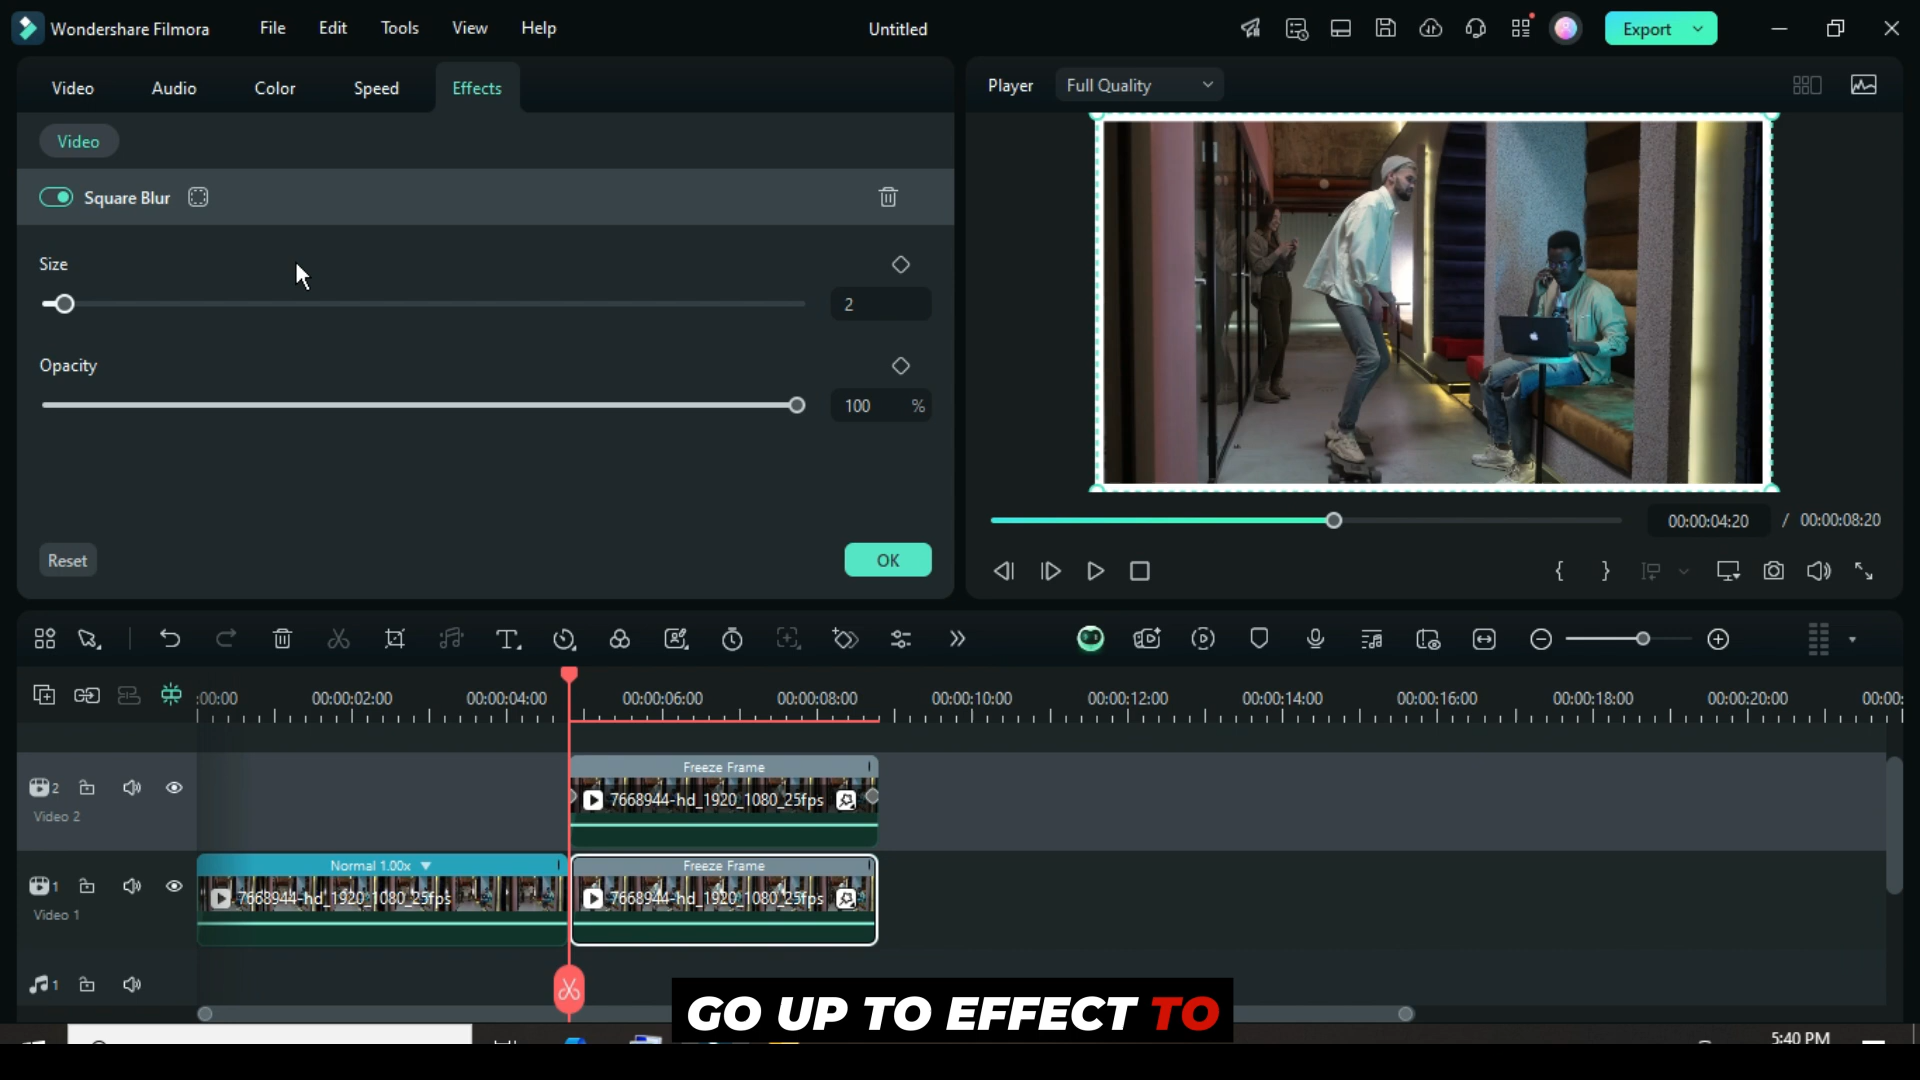 Wondershare Filmora
File
Edit
Tools
View
Help
Untitled
Export
Video
Audio
Color
Speed
Effects
Player
Full Quality
Video
Square Blur
Size
2
Opacity
100 %
Reset
OK
00:00:04:20 / 00:00:08:20
:00:00
00:00:02:00
00:00:04:00
00:00:06:00
00:00:08:00
00:00:10:00
00:00:12:00
00:00:14:00
00:00:16:00
00:00:18:00
00:00:20:00
00:00:
Freeze Frame
2
7668944-hd_1920_1080_25fps
Video 2
Normal 1.00x
Freeze Frame
1
7668944-hd_1920_1080_25fps
7668944-hd_1920_1080_25fps
Video 1
1
GO UP TO EFFECT TO
5:40 PM